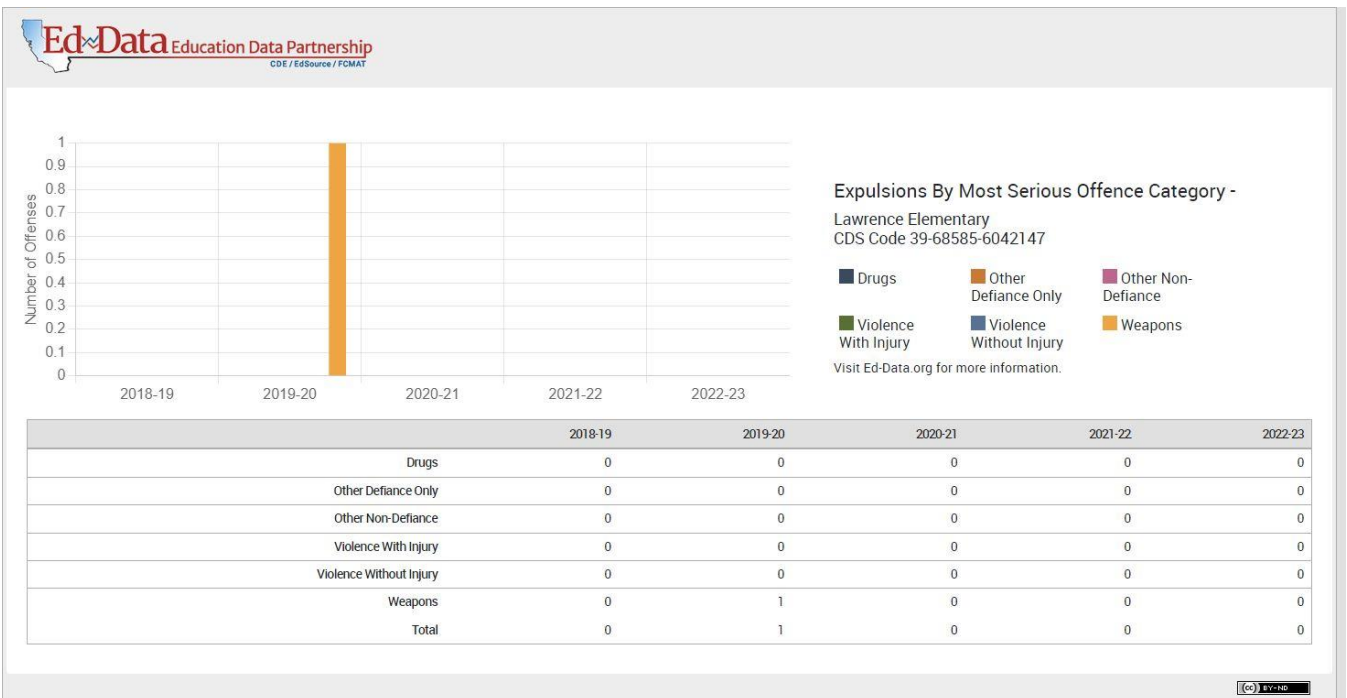 Ed Data Education Data Partnership
CDE / EdSource / FCMAT
Number of Offenses
1
0.9
0.8
0.7
0.6
0.5
0.4
0.3
0.2
0.1
0
2018-19 2019-20 2020-21 2021-22 2022-23
Expulsions By Most Serious Offence Category -
Lawrence Elementary
CDS Code 39-68585-6042147
Drugs Other Other Non-
Defiance Only Defiance
Violence Violence Weapons
With Injury Without Injury
Visit Ed-Data.org for more information.
2018-19 2019-20 2020-21 2021-22 2022-23
Drugs 0 0 0 0 0
Other Defiance Only 0 0 0 0 0
Other Non-Defiance 0 0 0 0 0
Violence With Injury 0 0 0 0 0
Violence Without Injury 0 0 0 0 0
Weapons 0 1 0 0 0
Total 0 1 0 0 0
(cc) BY-ND